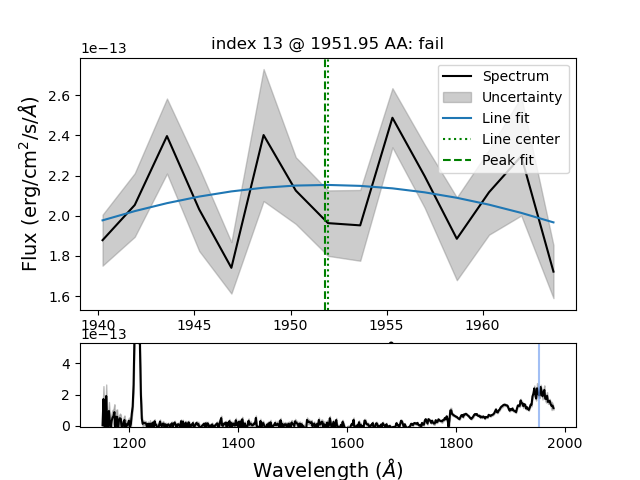 index 13 @ 1951.95 AA: fail
1e−13
Flux (erg/cm²/s/Å)
2.6
2.4
2.2
2.0
1.8
1.6
Spectrum
Uncertainty
Line fit
Line center
Peak fit
1940 1945 1950 1955 1960
1e−13
4
2
0
1200 1400 1600 1800 2000
Wavelength (Å)